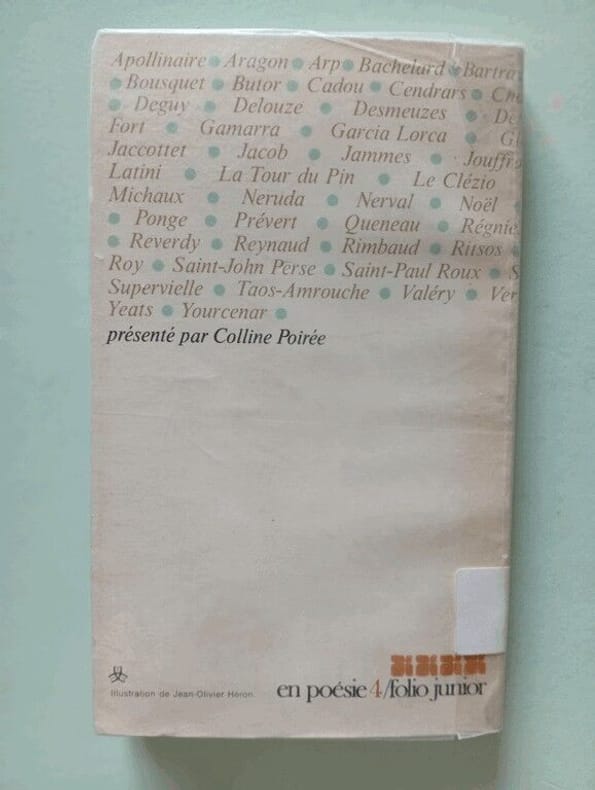 Apollinaire • Aragon • Arp • Bachelard •
• Bousquet • Butor • Cadou • Cendrars •
• Deguy • Delouze • Desmeuzes •
Fort • Gamarra • Garcia Lorca •
Jaccottet • Jacob • Jammes •
Latini • La Tour du Pin • Le Clézio
Michaux • Neruda • Nerval • Noël
• Ponge • Prévert • Queneau •
• Reverdy • Reynaud • Rimbaud • Ritsos •
Roy • Saint-John Perse • Saint-Paul Roux •
Supervielle • Taos-Amrouche • Valéry •
Yeats • Yourcenar •
présenté par Colline Poirée
Illustration de Jean-Olivier Héron.
en poésie 4/folio junior